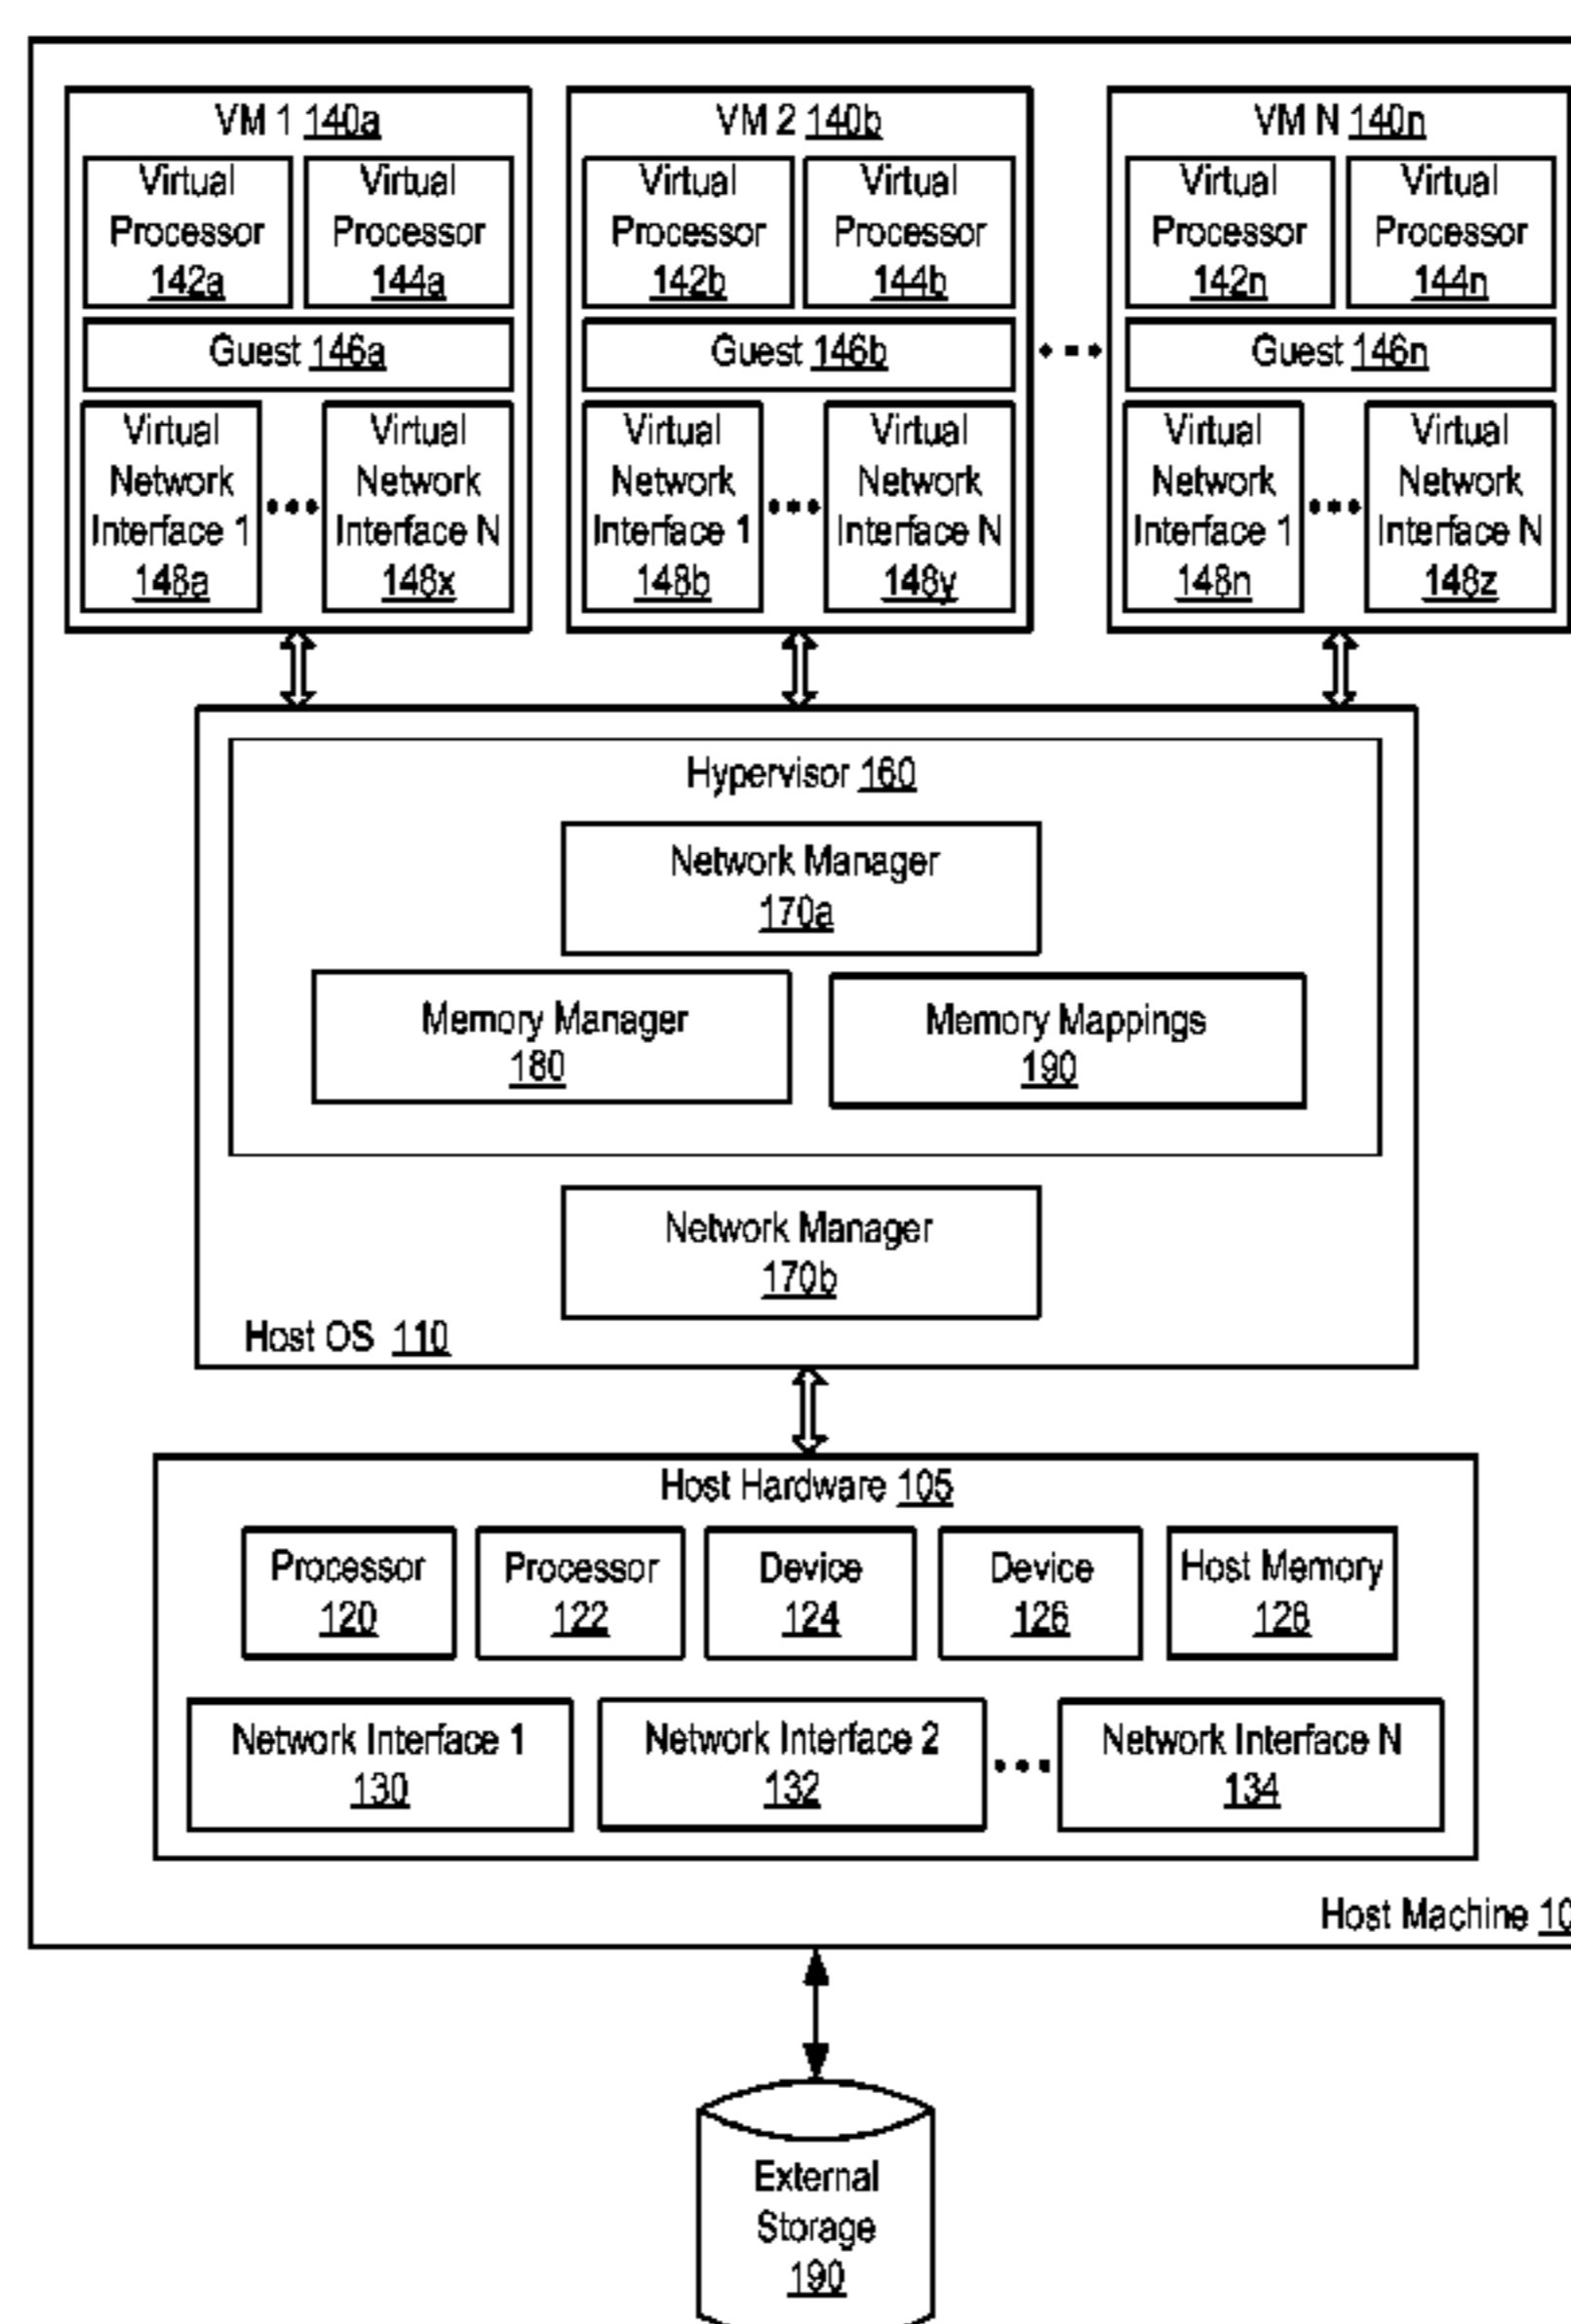 VM 1 140a
Virtual
Processor
142a
Virtual
Processor
144a
Guest 146a
Virtual
Network
Interface 1
148a
•••
Virtual
Network
Interface N
148x
VM 2 140b
Virtual
Processor
142b
Virtual
Processor
144b
Guest 146b
Virtual
Network
Interface 1
148b
•••
Virtual
Network
Interface N
148y
•••
VM N 140n
Virtual
Processor
142n
Virtual
Processor
144n
Guest 146n
Virtual
Network
Interface 1
148n
•••
Virtual
Network
Interface N
148z
Hypervisor 160
Network Manager
170a
Memory Manager
180
Memory Mappings
190
Network Manager
170b
Host OS 110
Host Hardware 105
Processor
120
Processor
122
Device
124
Device
126
Host Memory
128
Network Interface 1
130
Network Interface 2
132
•••
Network Interface N
134
Host Machine
External
Storage
190